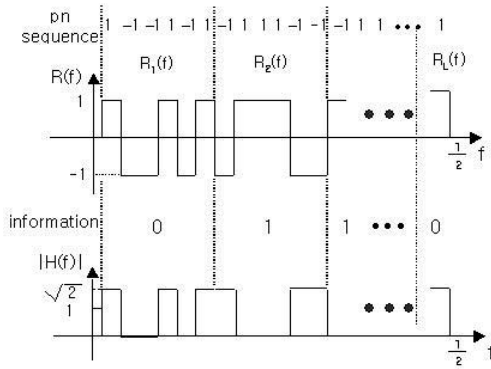 pn sequence 1 -1 -1 1 -1 1 -1 1 1 1 -1 -1 -1 1 1 ••• 1
R₁(f) R₂(f) R_L(f)
R(f)
1
-1
1/2 f
information 0 1 1 ••• 0
|H(f)|
√2
1
1/2 f